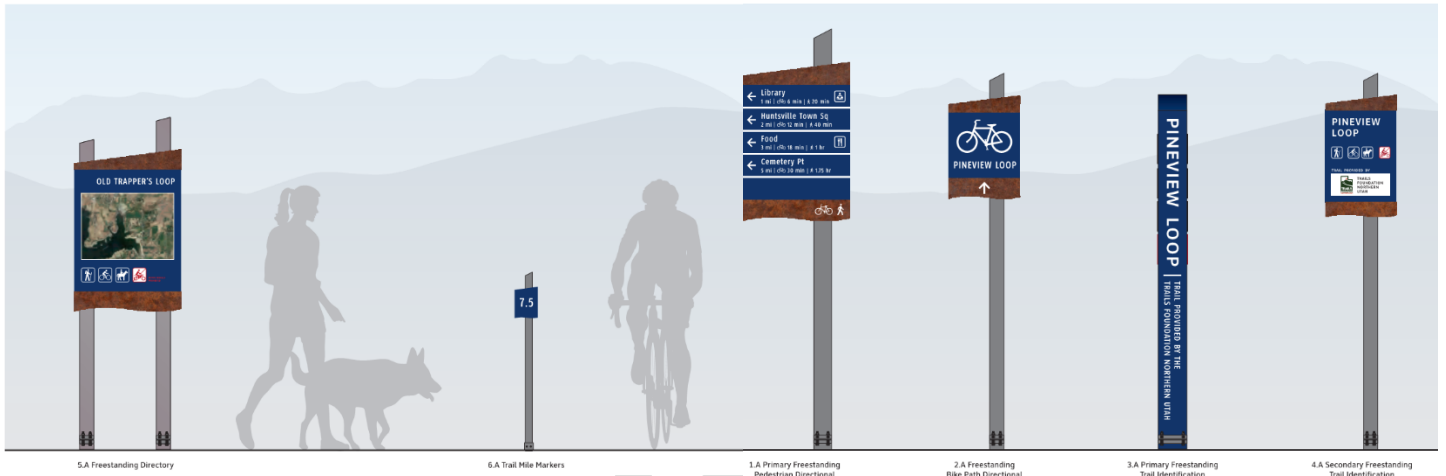 OLD TRAPPER'S LOOP
7.5
Library
1 mi | 6 min | 20 min
Huntsville Town Sq
2 mi | 12 min | 40 min
Food
3 mi | 18 min | 1 hr
Cemetery Pt
5 mi | 30 min | 1.25 hr
PINEVIEW LOOP
PINEVIEW LOOP
TRAIL PROVIDED BY THE
TRAILS FOUNDATION NORTHERN UTAH
PINEVIEW
LOOP
TRAIL PROVIDED BY
TRAILS
FOUNDATION
NORTHERN
UTAH
5.A Freestanding Directory
6.A Trail Mile Markers
1.A Primary Freestanding
Pedestrian Directional
2.A Freestanding
Bike Path Directional
3.A Primary Freestanding
Trail Identification
4.A Secondary Freestanding
Trail Identification